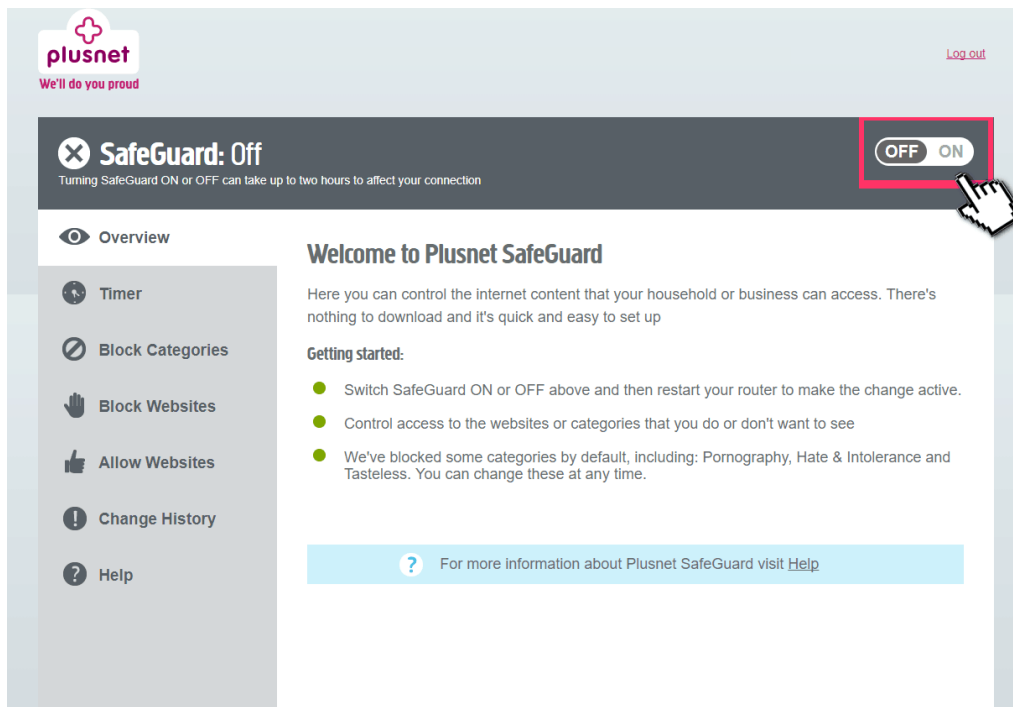 plusnet
We'll do you proud
Log out
SafeGuard: Off
Turning SafeGuard ON or OFF can take up to two hours to affect your connection
OFF ON
Overview
Timer
Block Categories
Block Websites
Allow Websites
Change History
Help
Welcome to Plusnet SafeGuard
Here you can control the internet content that your household or business can access. There's
nothing to download and it's quick and easy to set up
Getting started:
Switch SafeGuard ON or OFF above and then restart your router to make the change active.
Control access to the websites or categories that you do or don't want to see
We've blocked some categories by default, including: Pornography, Hate & Intolerance and
Tasteless. You can change these at any time.
? For more information about Plusnet SafeGuard visit Help